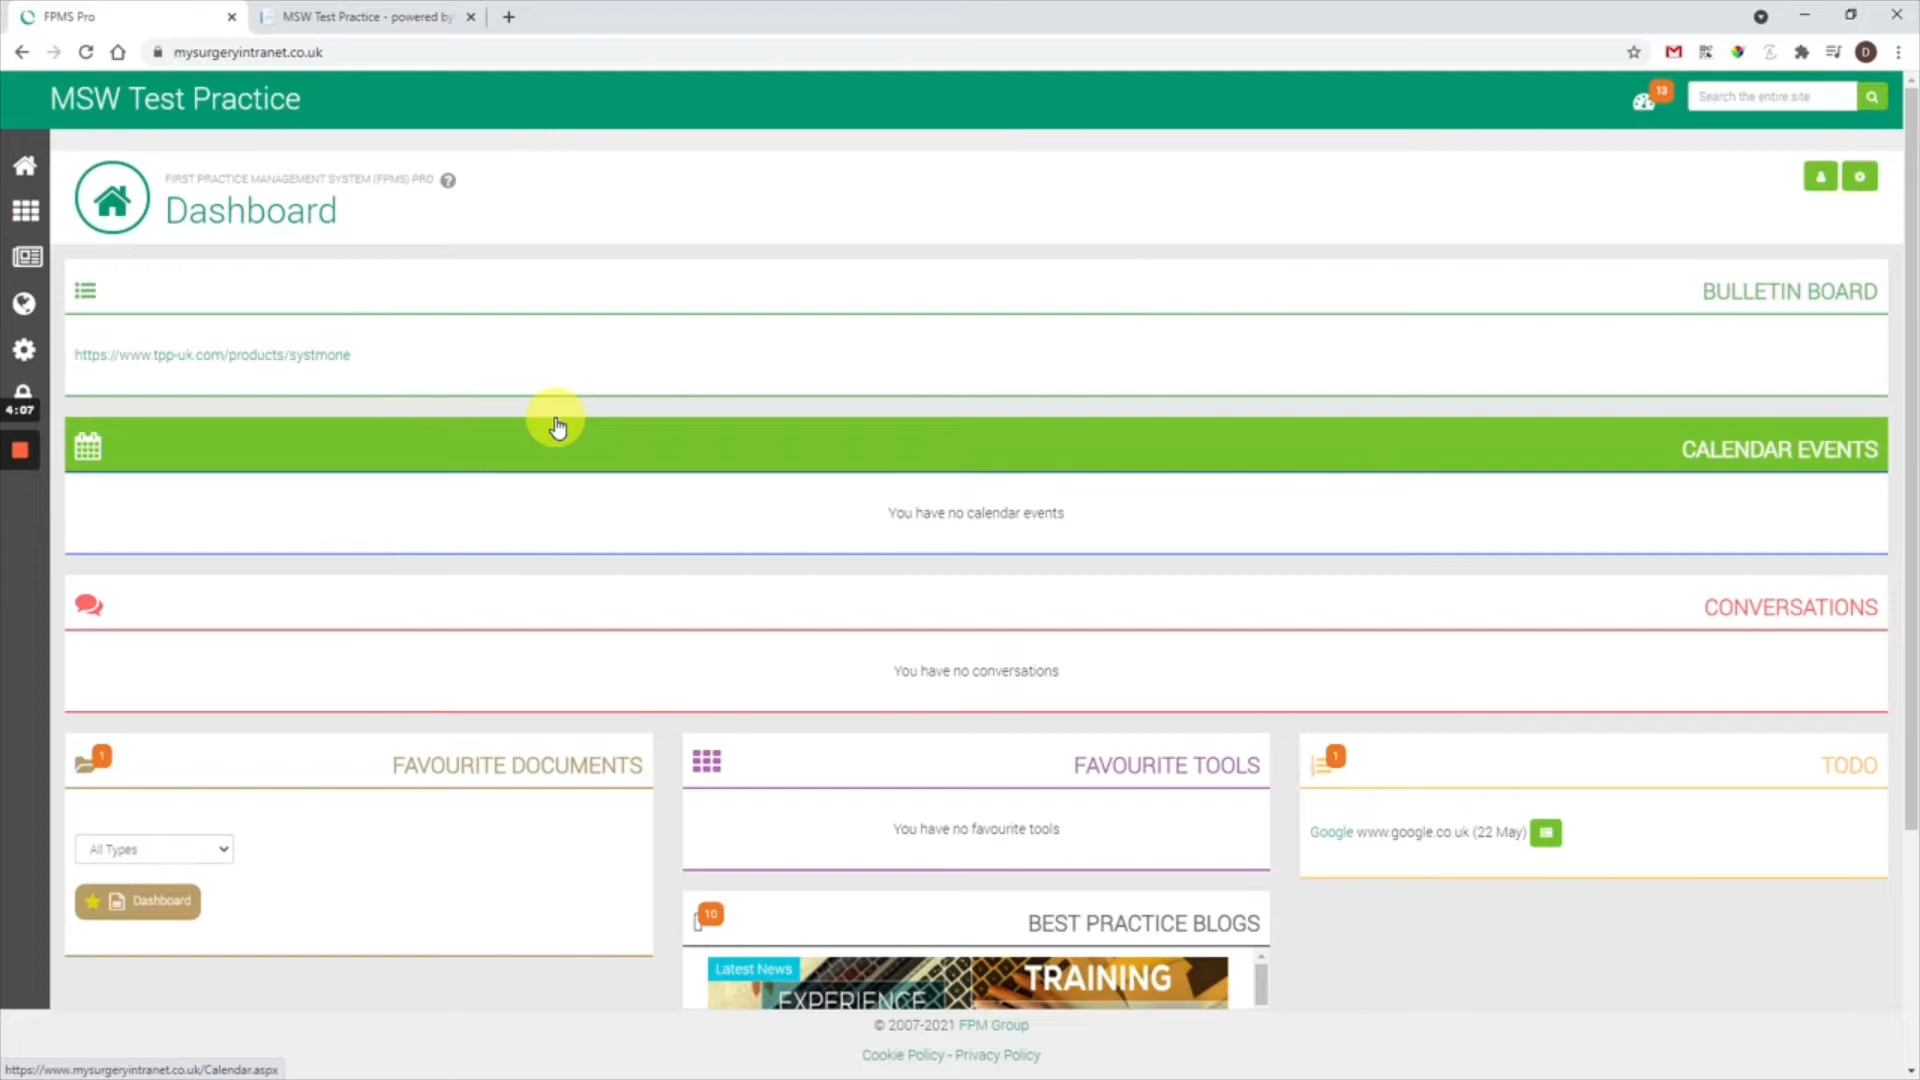 FPMS Pro
MSW Test Practice - powered by
mysurgeryintranet.co.uk
D
MSW Test Practice
13
Search the entire site
FIRST PRACTICE MANAGEMENT SYSTEM (FPMS) PRO
Dashboard
BULLETIN BOARD
https://www.tpp-uk.com/products/systmone
4:07
CALENDAR EVENTS
You have no calendar events
CONVERSATIONS
You have no conversations
1
FAVOURITE DOCUMENTS
All Types
Dashboard
FAVOURITE TOOLS
You have no favourite tools
1
TODO
Google www.google.co.uk (22 May)
10
BEST PRACTICE BLOGS
Latest News
EXPERIENCE
TRAINING
© 2007-2021 FPM Group
Cookie Policy - Privacy Policy
https://www.mysurgeryintranet.co.uk/Calendar.aspx